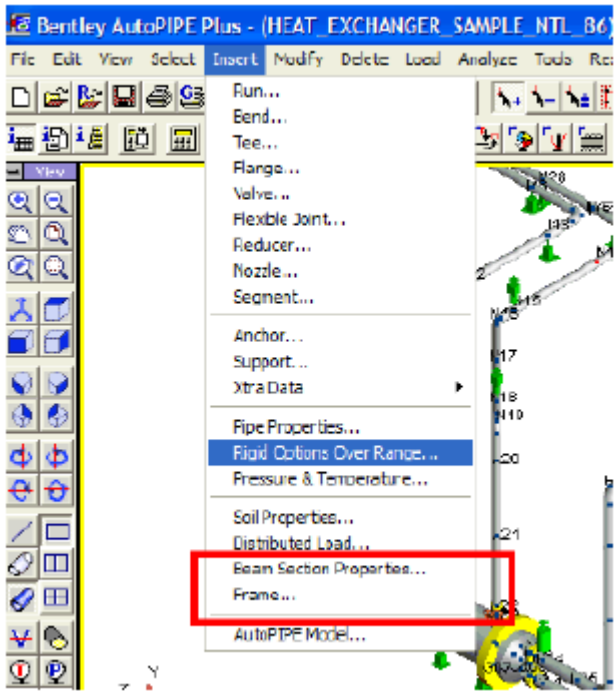 Bentley AutoPIPE Plus - (HEAT_EXCHANGER_SAMPLE_NTL_B6)
File Edit View Select Insert Modify Delete Load Analyze Tools
View
Run...
Bend...
Tee...
Flange...
Valve...
Flexible Joint...
Reducer...
Nozzle...
Segment...
Anchor...
Support...
Xtra Data
Pipe Properties...
Rigid Options Over Range...
Pressure & Temperature...
Soil Properties...
Distributed Load...
Beam Section Properties...
Frame...
AutoPIPE Model...
N17
N20
Y